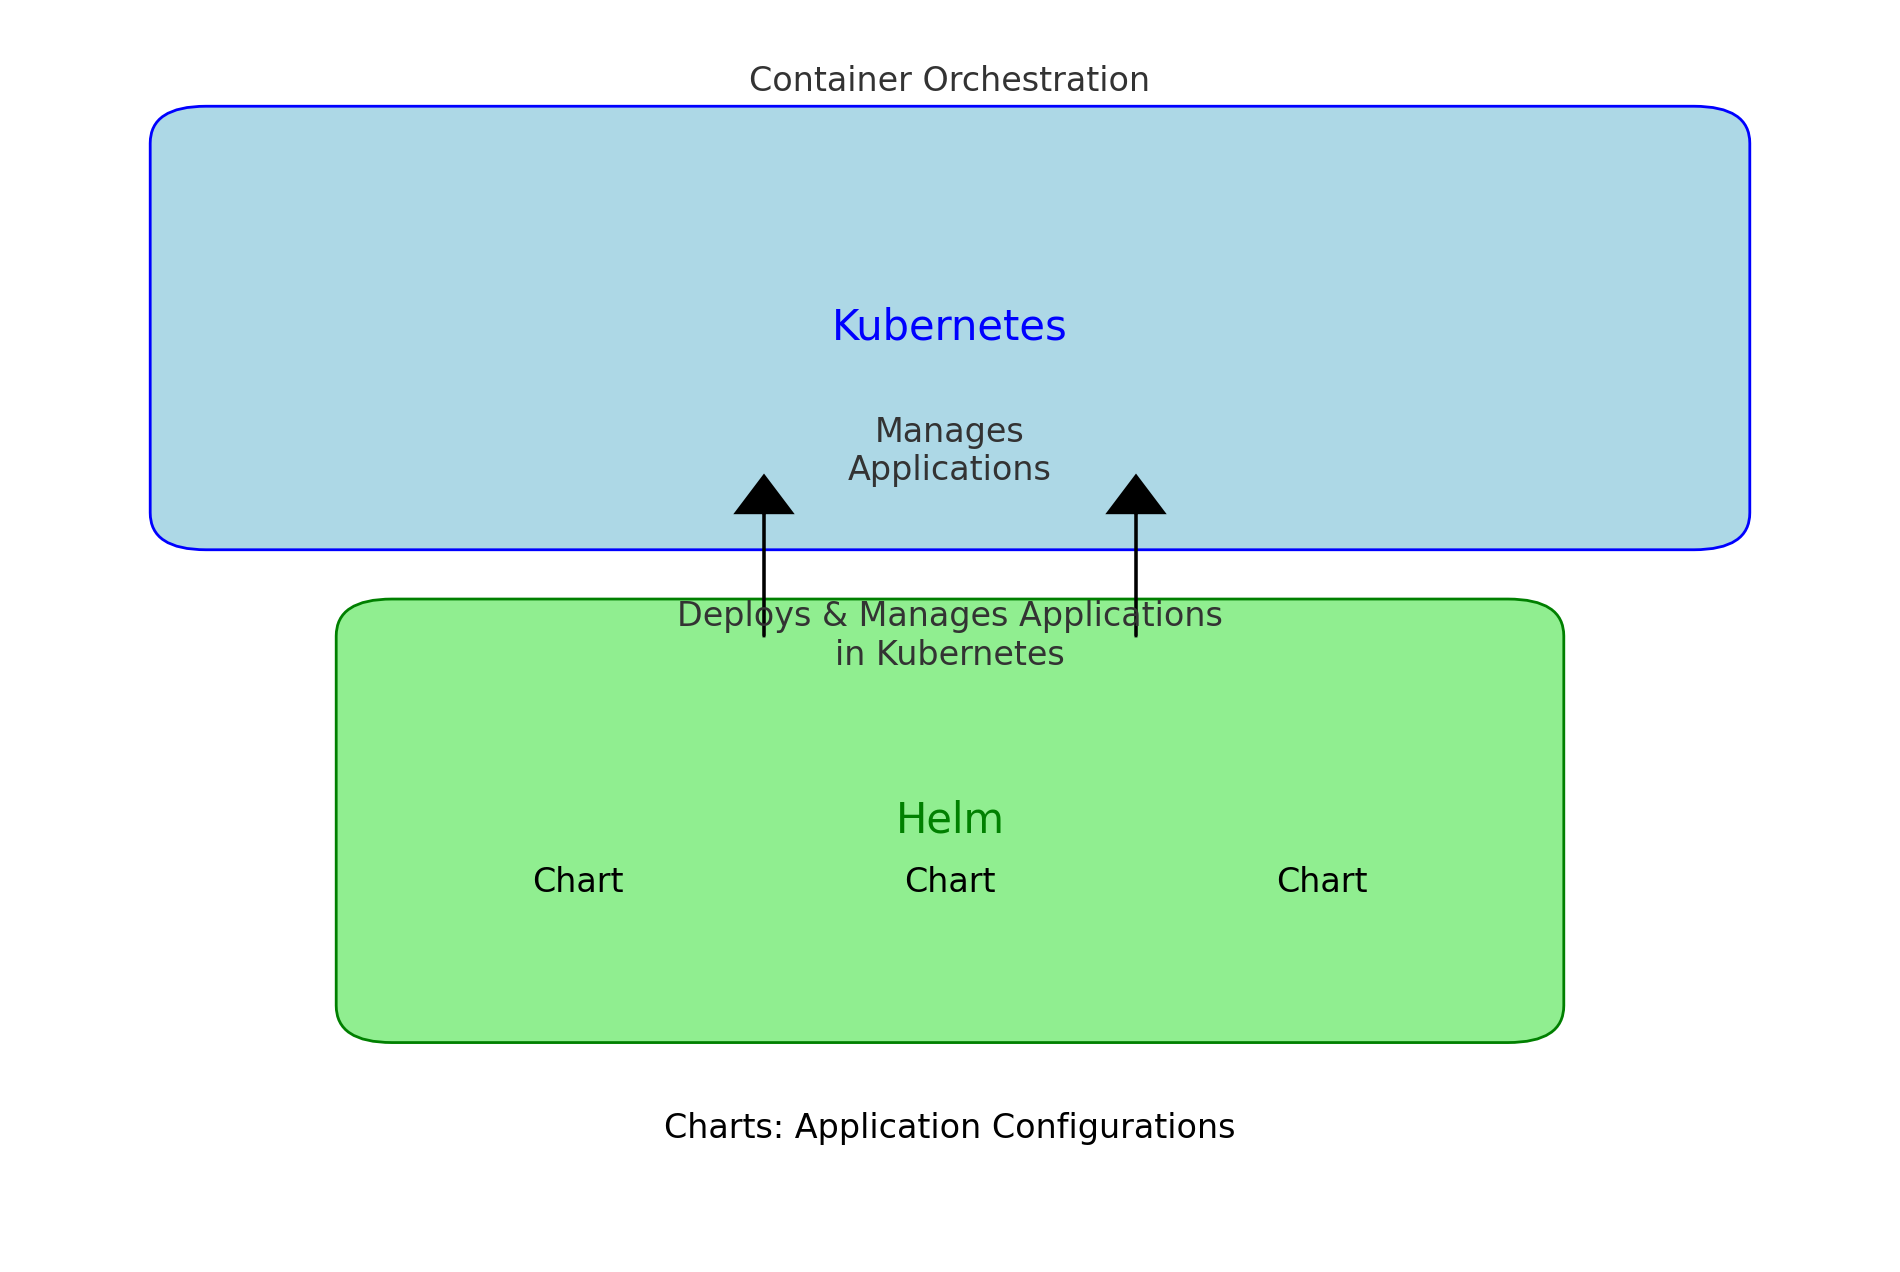 Container Orchestration
Kubernetes
Manages
Applications
Deploys & Manages Applications
in Kubernetes
Helm
Chart Chart Chart
Charts: Application Configurations